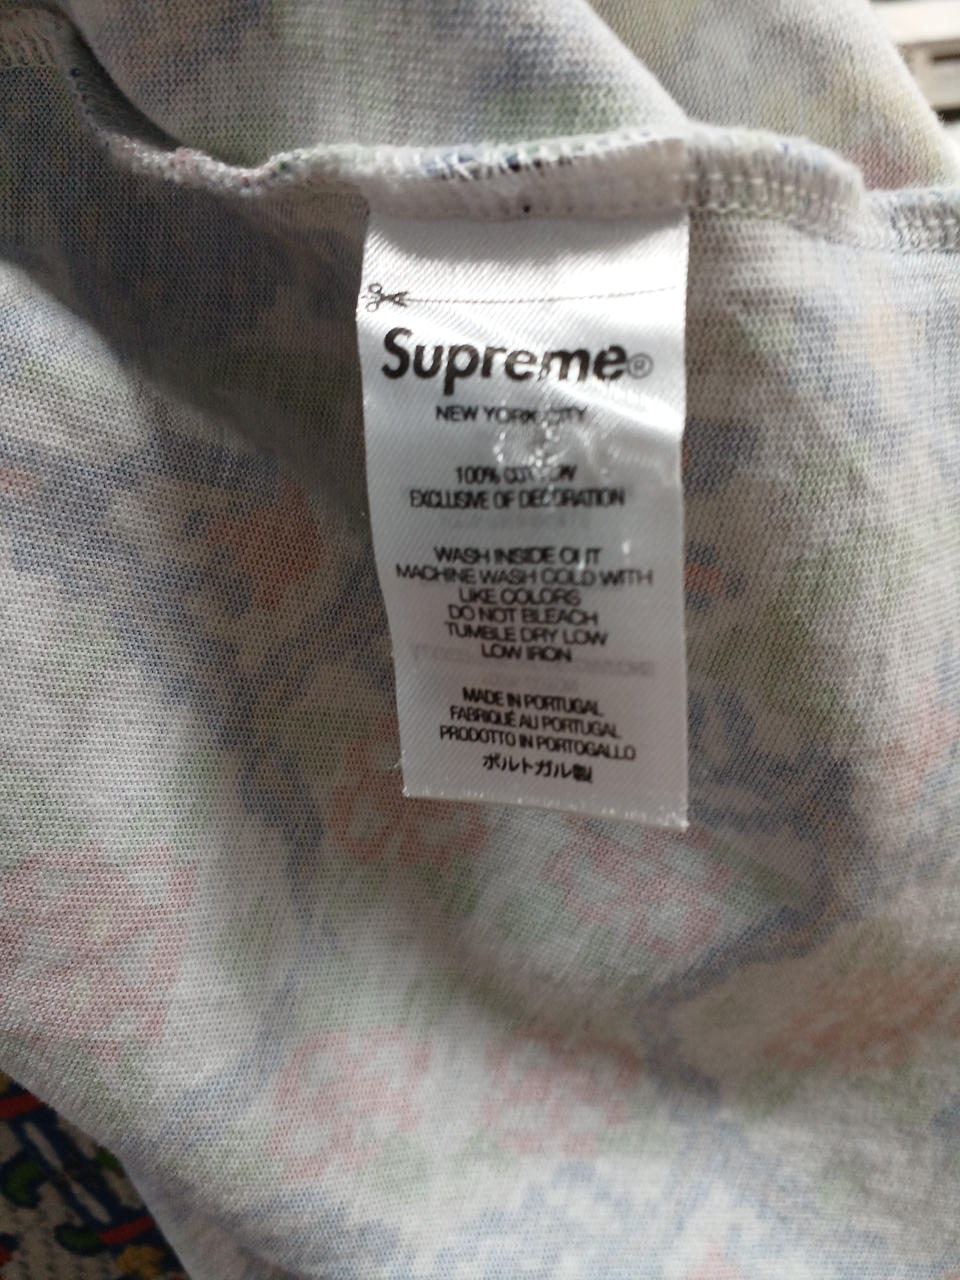 Supreme®
NEW YORK CITY
100% COTTON
EXCLUSIVE OF DECORATION
WASH INSIDE OUT
MACHINE WASH COLD WITH
LIKE COLORS
DO NOT BLEACH
TUMBLE DRY LOW
LOW IRON
MADE IN PORTUGAL
FABRIQUÉ AU PORTUGAL
PRODOTTO IN PORTOGALLO
ポルトガル製